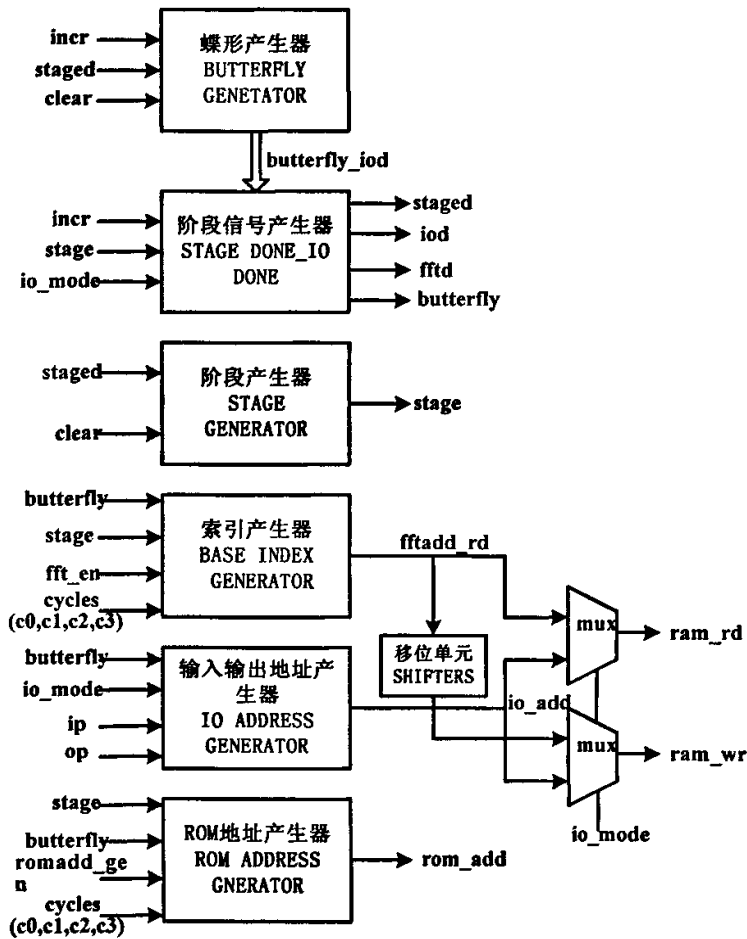 incr
staged
clear
蝶形产生器
BUTTERFLY
GENETATOR
butterfly_iod
incr
stage
io_mode
阶段信号产生器
STAGE DONE_IO
DONE
staged
iod
fftd
butterfly
staged
clear
阶段产生器
STAGE
GENERATOR
stage
butterfly
stage
fft_en
cycles
(c0,c1,c2,c3)
索引产生器
BASE INDEX
GENERATOR
fftadd_rd
移位单元
SHIFTERS
mux
ram_rd
butterfly
io_mode
ip
op
输入输出地址产
生器
IO ADDRESS
GENERATOR
io_add
mux
ram_wr
io_mode
stage
butterfly
romadd_ge
n
cycles
(c0,c1,c2,c3)
ROM地址产生器
ROM ADDRESS
GNERATOR
rom_add